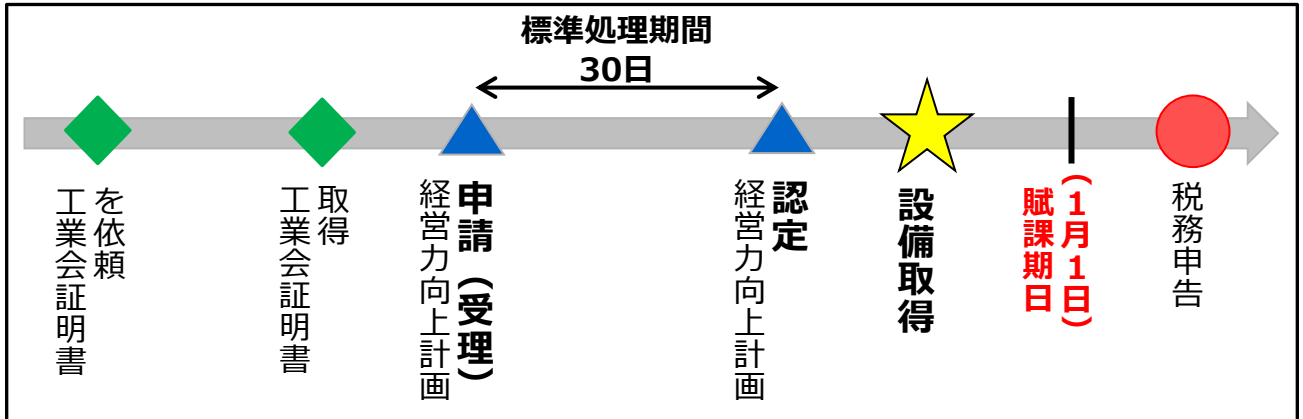 標準処理期間
30日
工業会証明書
を依頼
工業会証明書
取得
経営力向上計画
申請（受理）
経営力向上計画
認定
設備取得
賦課期日
（1月1日）
税務申告